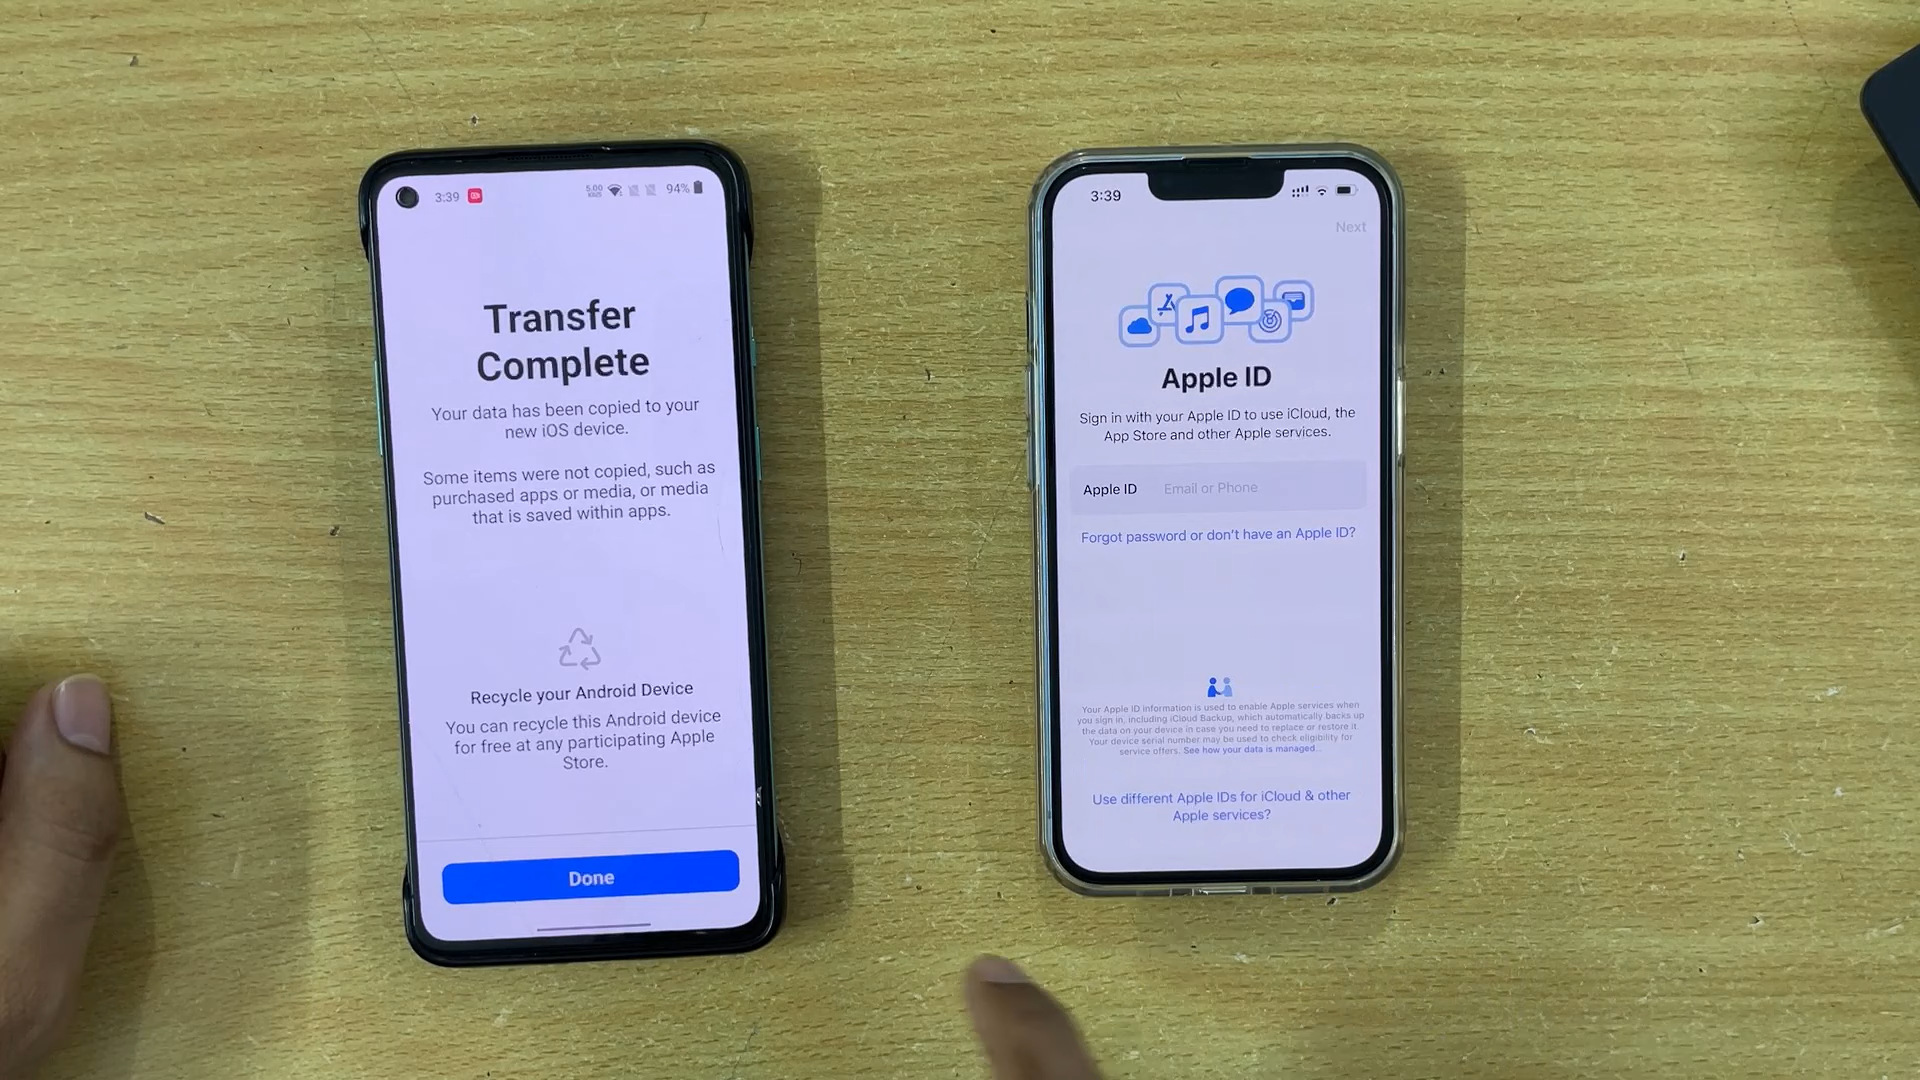 3:39
5.00
94%
Transfer
Complete
Your data has been copied to your
new iOS device.
Some items were not copied, such as
purchased apps or media, or media
that is saved within apps.
Recycle your Android Device
You can recycle this Android device
for free at any participating Apple
Store.
Done
3:39
Next
Apple ID
Sign in with your Apple ID to use iCloud, the
App Store and other Apple services.
Apple ID Email or Phone
Forgot password or don't have an Apple ID?
Your Apple ID information is used to enable Apple services when
you sign in, including iCloud Backup, which automatically backs up
the data on your device in case you need to replace or restore it.
Your device serial number may be used to check eligibility for
service offers. See how your data is managed...
Use different Apple IDs for iCloud & other
Apple services?